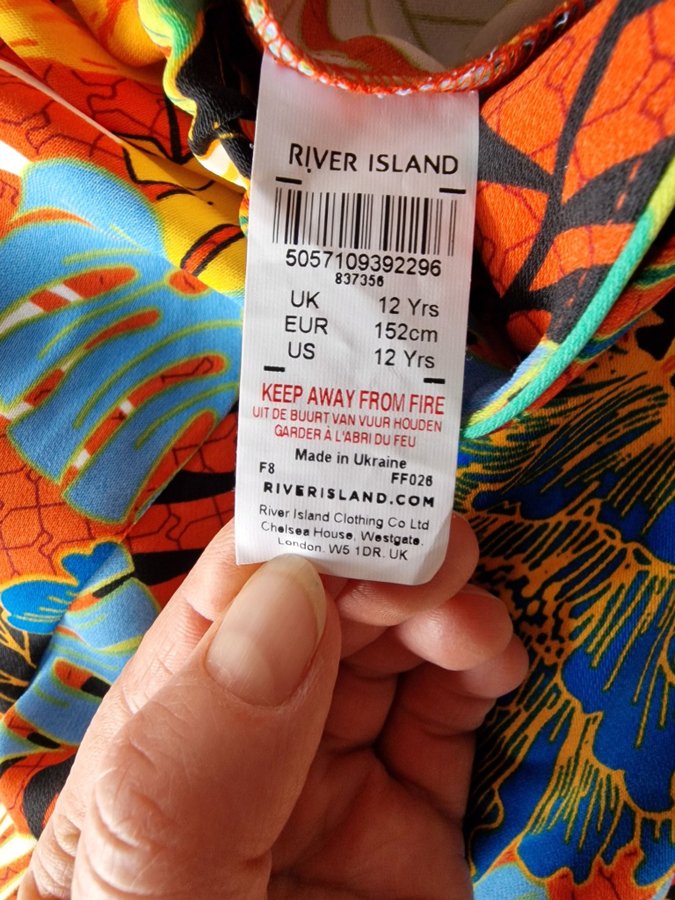 RIVER ISLAND
5057109392296
837356
UK 12 Yrs
EUR 152cm
US 12 Yrs
KEEP AWAY FROM FIRE
UIT DE BUURT VAN VUUR HOUDEN
GARDER À L'ABRI DU FEU
Made in Ukraine
F8 FF026
RIVERISLAND.COM
River Island Clothing Co Ltd
Chelsea House, Westgate,
London. W5 1DR. UK